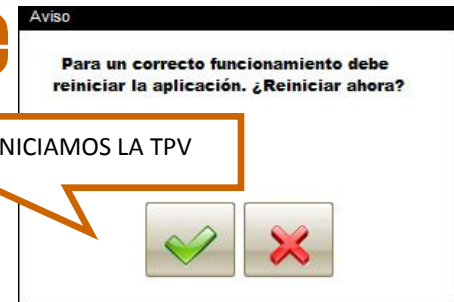 Aviso
Para un correcto funcionamiento debe
reiniciar la aplicación. ¿Reiniciar ahora?
NICIAMOS LA TPV